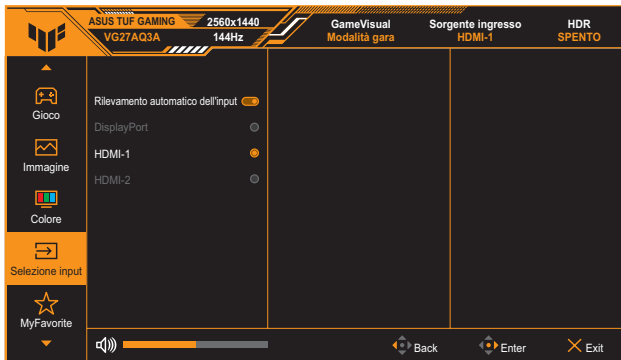 ASUS TUF GAMING 2560x1440
VG27AQ3A 144Hz
GameVisual
Modalità gara
Sorgente ingresso
HDMI-1
HDR
SPENTO
Gioco
Immagine
Colore
Selezione input
MyFavorite
Rilevamento automatico dell'input
DisplayPort
HDMI-1
HDMI-2
Back
Enter
Exit